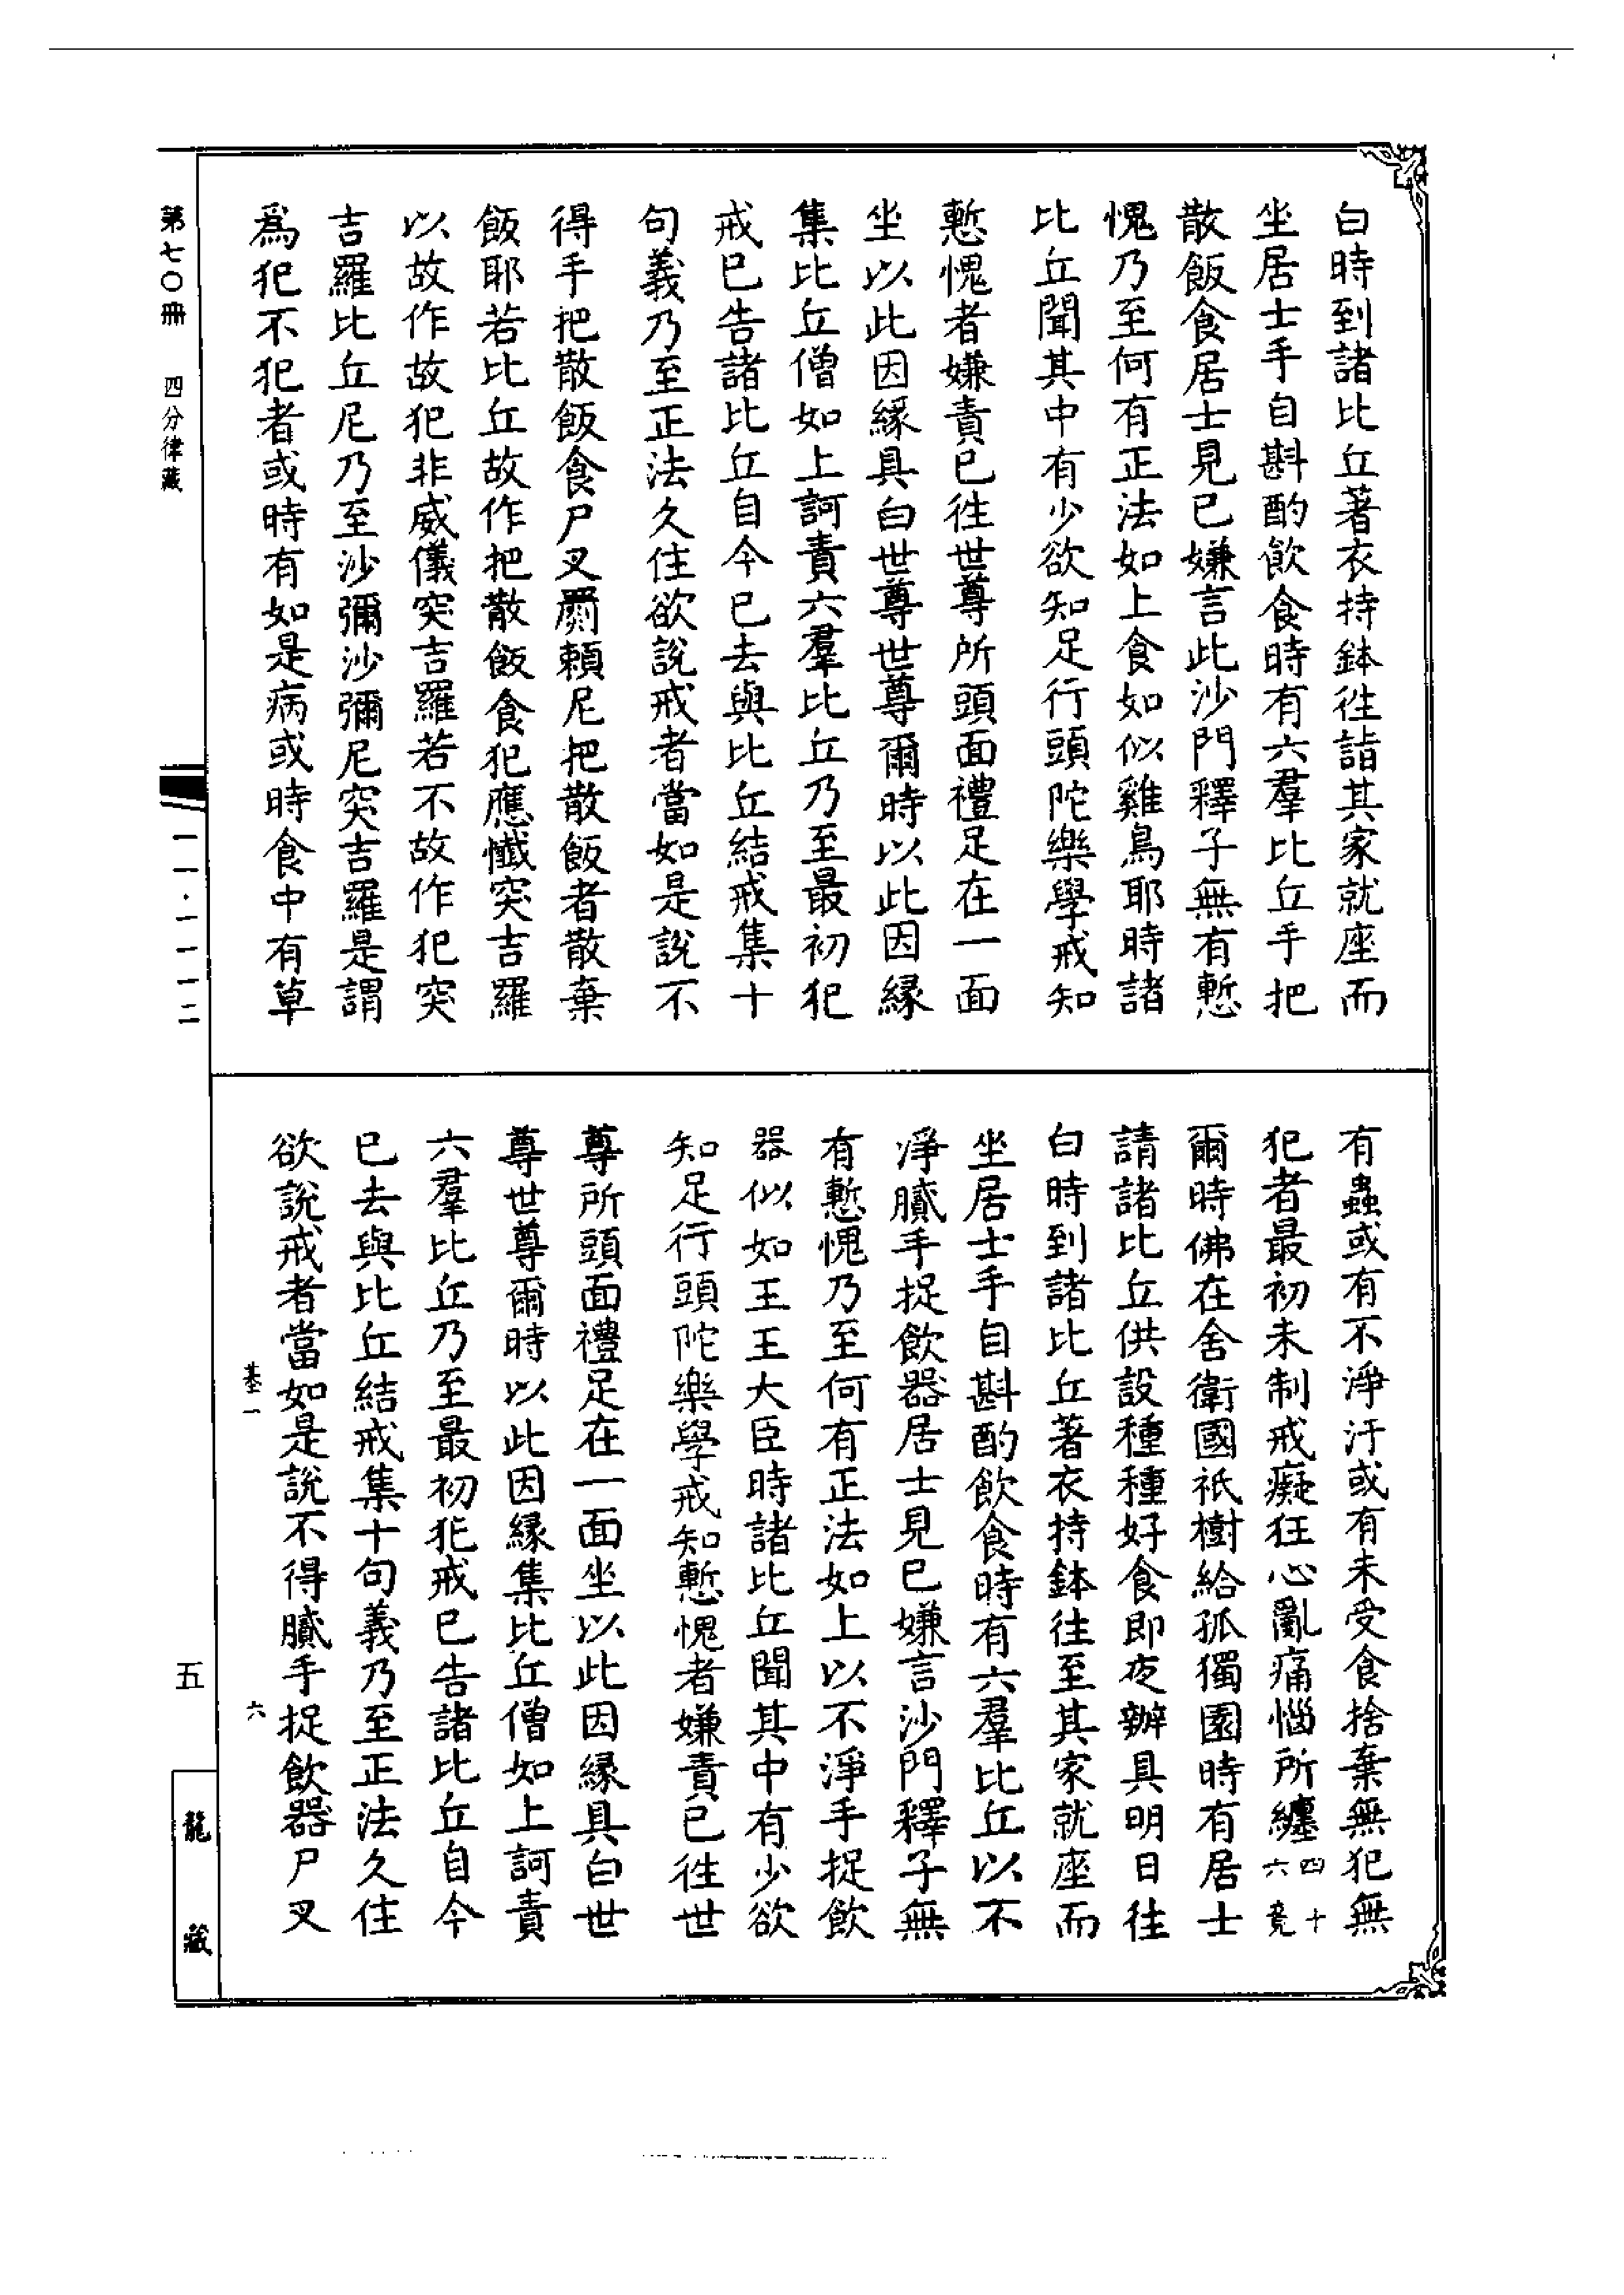 白時到諸比丘著衣持鉢往詣其家就座而
坐居士手自斟酌飲食時有六羣比丘手把
散飯食居士見已嫌言此沙門釋子無有慙
愧乃至何有正法如上食如似雞鳥耶時諸
比丘聞其中有少欲知足行頭陀樂學戒知
慙愧者嫌責已往世尊所頭面禮足在一面
坐以此因緣具白世尊世尊爾時以此因緣
集比丘僧如上訶責六羣比丘乃至最初犯
戒已告諸比丘自今已去與比丘結戒集十
句義乃至正法久住欲說戒者當如是說不
得手把散飯食尸叉罽賴尼把散飯者散棄
飯耶若比丘故作把散飯食犯應懺突吉羅
以故作故犯非威儀突吉羅若不故作犯突
吉羅比丘尼乃至沙彌沙彌尼突吉羅是謂
為犯不犯者或時有如是病或時食中有草
有蟲或有不淨汙或有未受食捨棄無犯無
犯者最初未制戒癡狂心亂痛惱所纏四十六竟
爾時佛在舍衛國祇樹給孤獨園時有居士
請諸比丘供設種種好食即夜辦具明日往
白時到諸比丘著衣持鉢往至其家就座而
坐居士手自斟酌飲食時有六羣比丘以不
淨膩手捉飲器居士見已嫌言沙門釋子無
有慙愧乃至何有正法如上以不淨手捉飲
器似如王王大臣時諸比丘聞其中有少欲
知足行頭陀樂學戒知慙愧者嫌責已往世
尊所頭面禮足在一面坐以此因緣具白世
尊世尊爾時以此因緣集比丘僧如上訶責
六羣比丘乃至最初犯戒已告諸比丘自今
已去與比丘結戒集十句義乃至正法久住
欲說戒者當如是說不得膩手捉飲器尸叉
基一 六
第七〇冊 四分律藏
一一·一一一二
五
龍藏